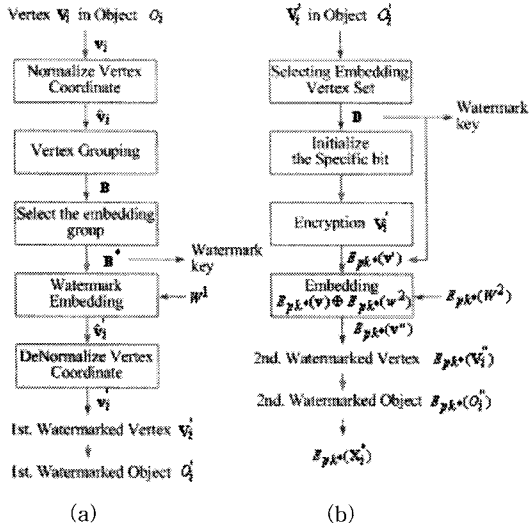 Vertex V_i in Object O_i
v_i
Normalize Vertex
Coordinate
v̂_i
Vertex Grouping
B
Select the embedding
group
B*
Watermark
key
Watermark
Embedding
W^1
v̂_i'
DeNormalize Vertex
Coordinate
v_i'
1st. Watermarked Vertex V_i'
1st. Watermarked Object O_i'
(a)
V_i' in Object O_i'
Selecting Embedding
Vertex Set
B
Watermark
key
Initialize
the Specific bit
Encryption V_i'
E_pk*(v')
Embedding
E_pk*(v) ⊕ E_pk*(w^2)
E_pk*(W^2)
E_pk*(v'')
2nd. Watermarked Vertex E_pk*(V_i'')
2nd. Watermarked Object E_pk*(O_i'')
(b)